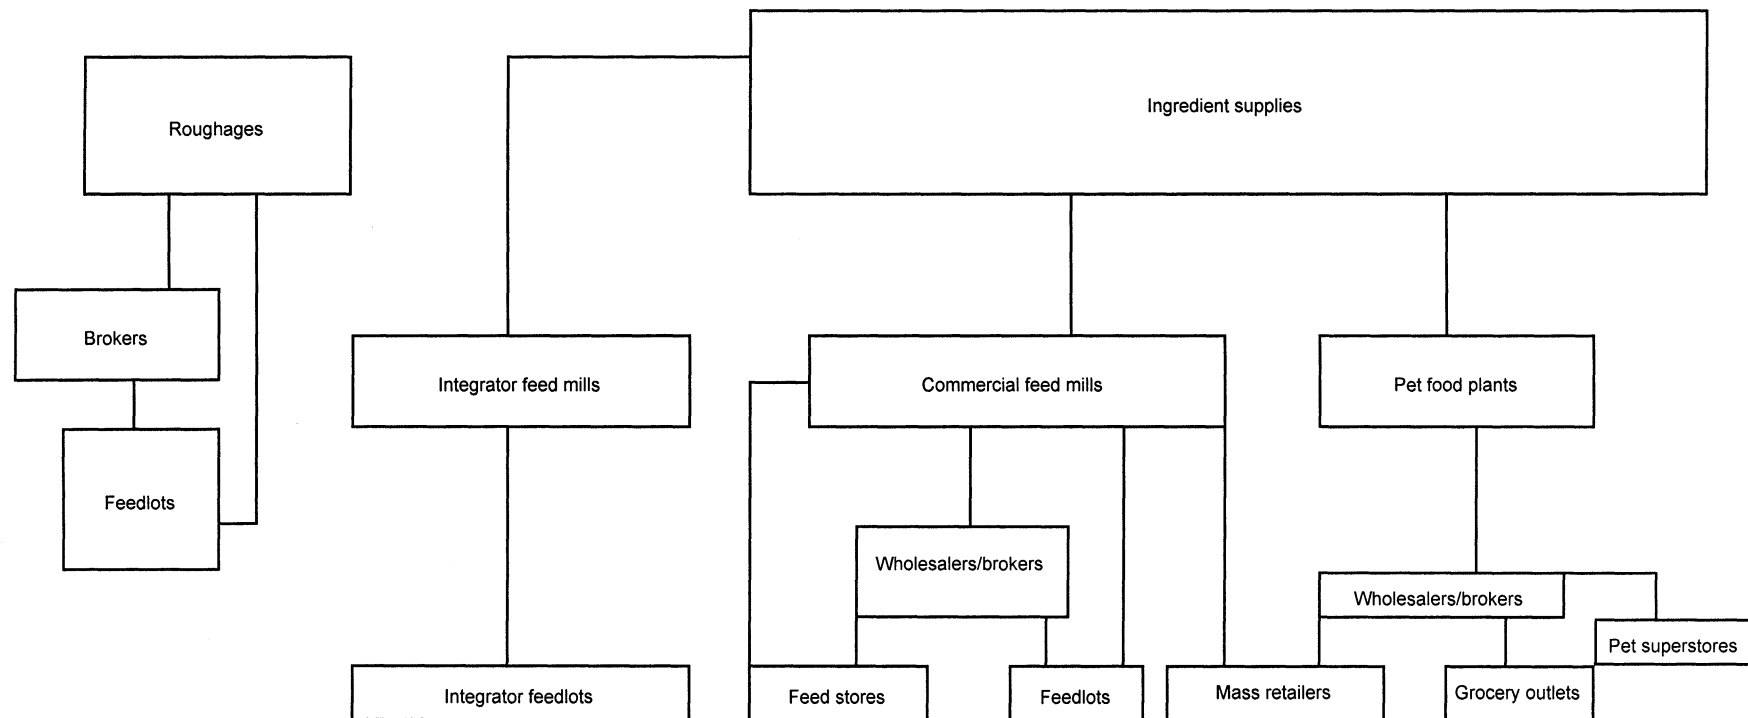 Ingredient supplies
Roughages
Brokers
Integrator feed mills
Commercial feed mills
Pet food plants
Feedlots
Wholesalers/brokers
Wholesalers/brokers
Pet superstores
Integrator feedlots
Feed stores
Feedlots
Mass retailers
Grocery outlets